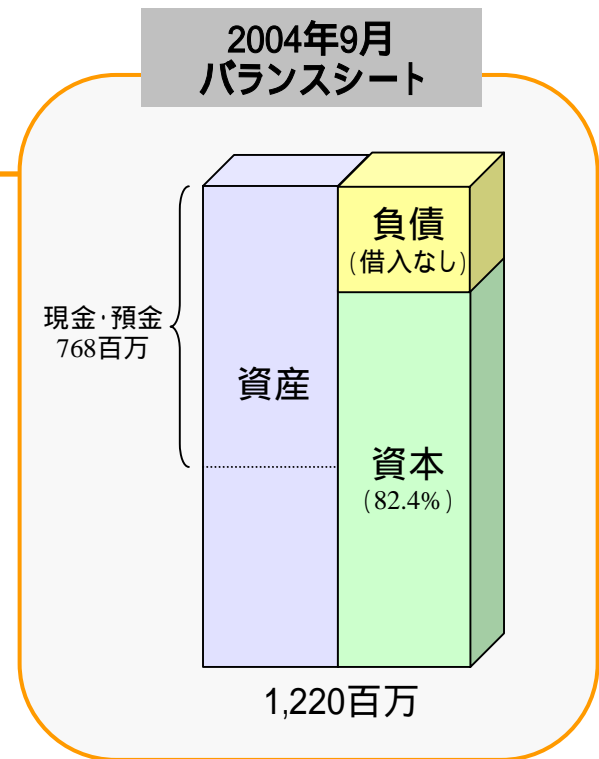 2004年9月
バランスシート
負債
(借入なし)
現金・預金
768百万
資産
資本
(82.4%)
1,220百万